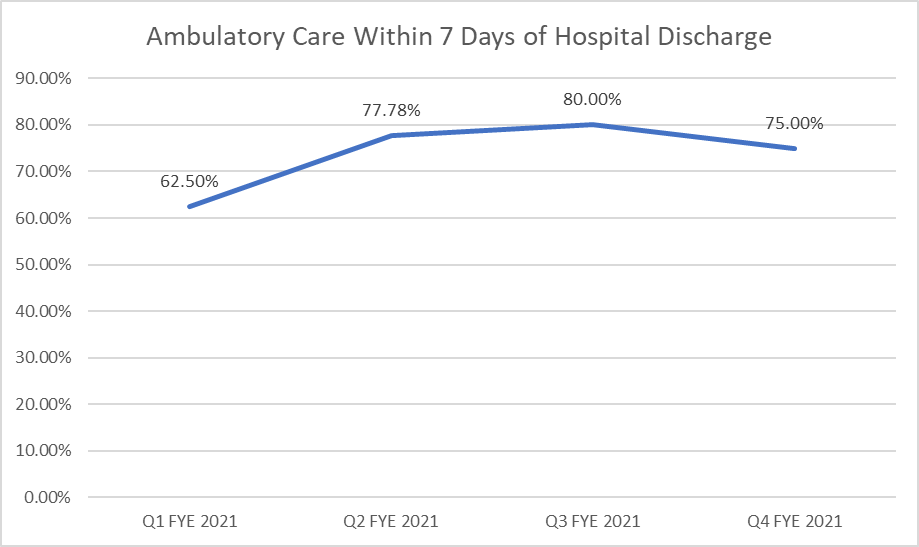 Ambulatory Care Within 7 Days of Hospital Discharge
90.00%
80.00%
70.00%
60.00%
50.00%
40.00%
30.00%
20.00%
10.00%
0.00%
62.50%
77.78%
80.00%
75.00%
Q1 FYE 2021
Q2 FYE 2021
Q3 FYE 2021
Q4 FYE 2021